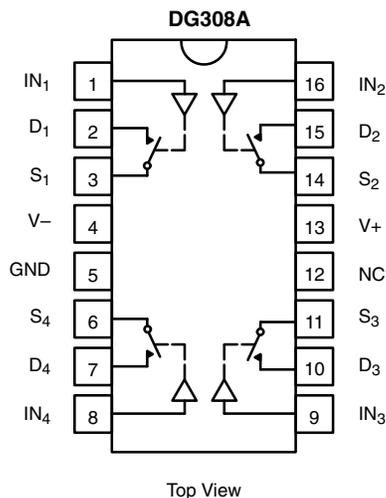 DG308A
IN1 1 16 IN2
D1 2 15 D2
S1 3 14 S2
V– 4 13 V+
GND 5 12 NC
S4 6 11 S3
D4 7 10 D3
IN4 8 9 IN3
Top View